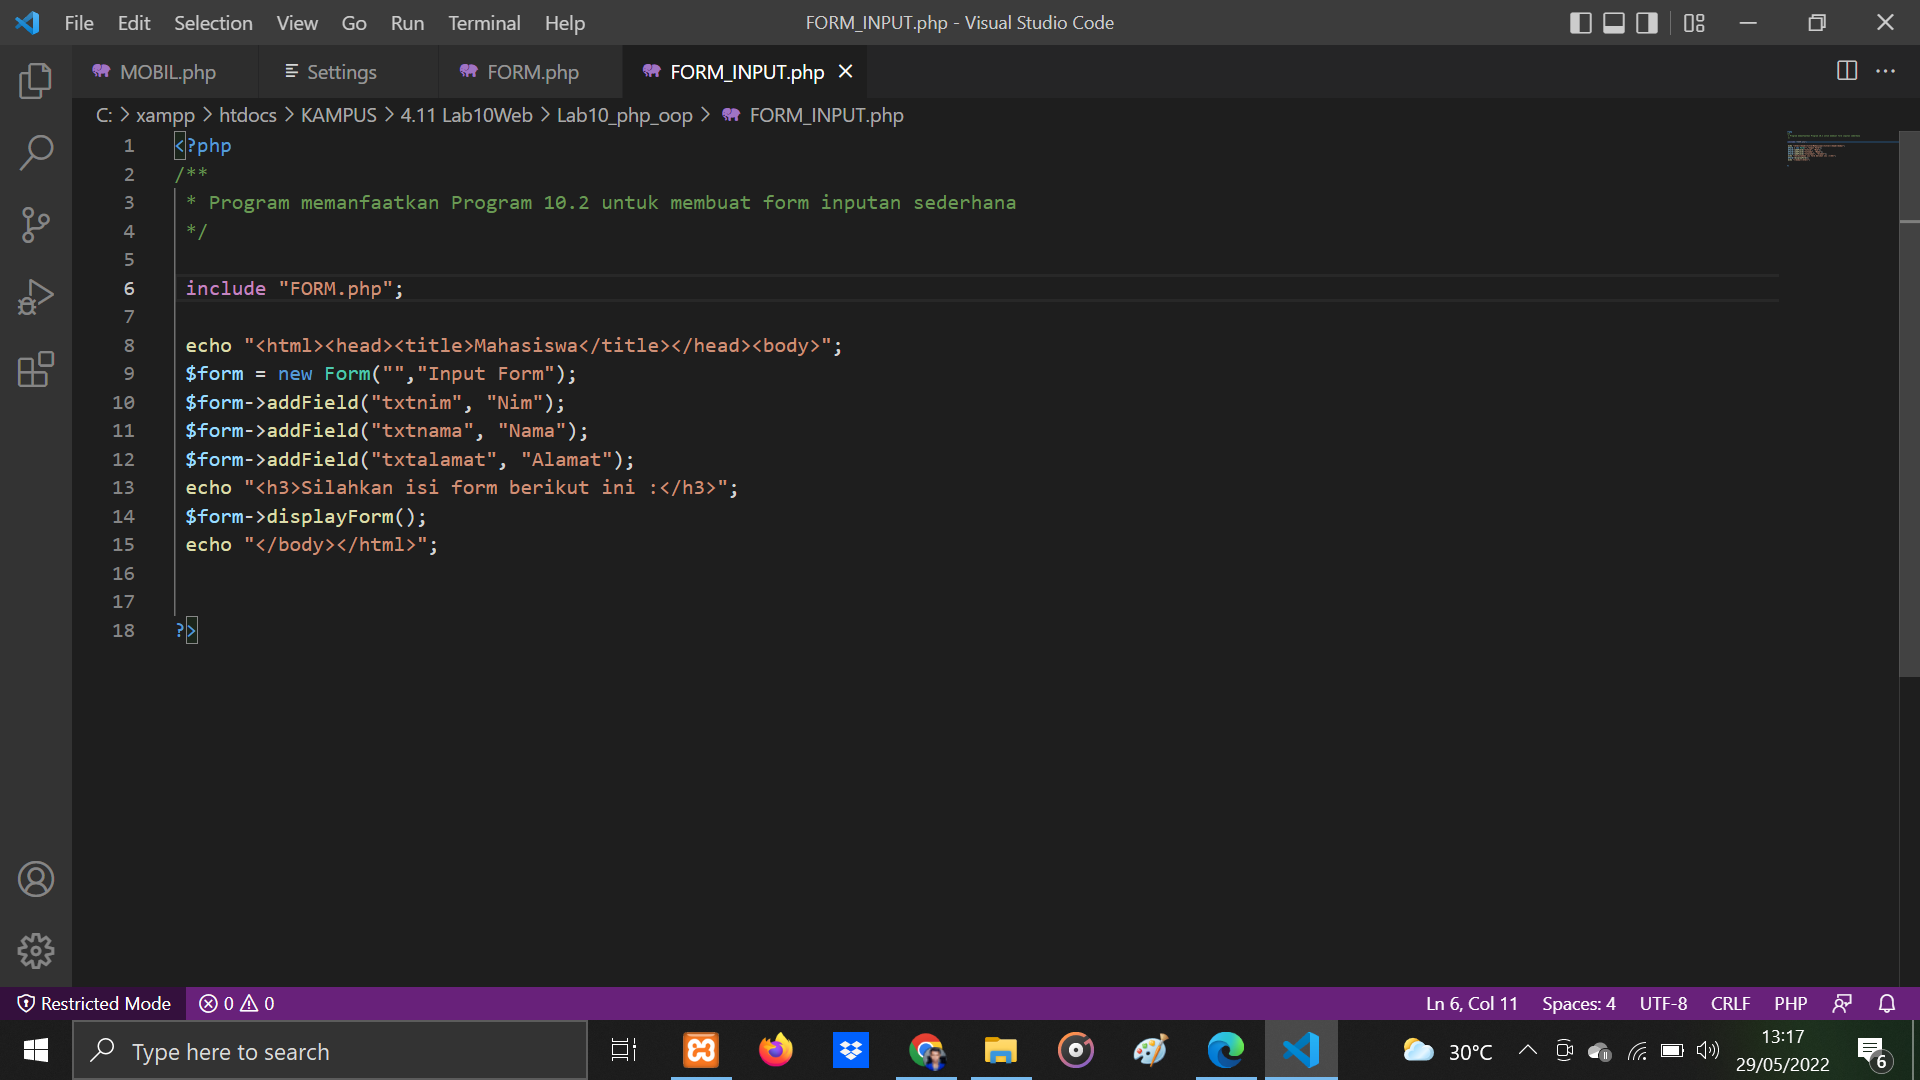 File Edit Selection View Go Run Terminal Help FORM_INPUT.php - Visual Studio Code
MOBIL.php Settings FORM.php FORM_INPUT.php
C: > xampp > htdocs > KAMPUS > 4.11 Lab10Web > Lab10_php_oop > FORM_INPUT.php
1 <?php
2 /**
3 * Program memanfaatkan Program 10.2 untuk membuat form inputan sederhana
4 */
5
6 include "FORM.php";
7
8 echo "<html><head><title>Mahasiswa</title></head><body>";
9 $form = new Form("","Input Form");
10 $form->addField("txtnim", "Nim");
11 $form->addField("txtnama", "Nama");
12 $form->addField("txtalamat", "Alamat");
13 echo "<h3>Silahkan isi form berikut ini :</h3>";
14 $form->displayForm();
15 echo "</body></html>";
16
17
18 ?>
Restricted Mode 0 0 Ln 6, Col 11 Spaces: 4 UTF-8 CRLF PHP
Type here to search 30°C 13:17
29/05/2022 6